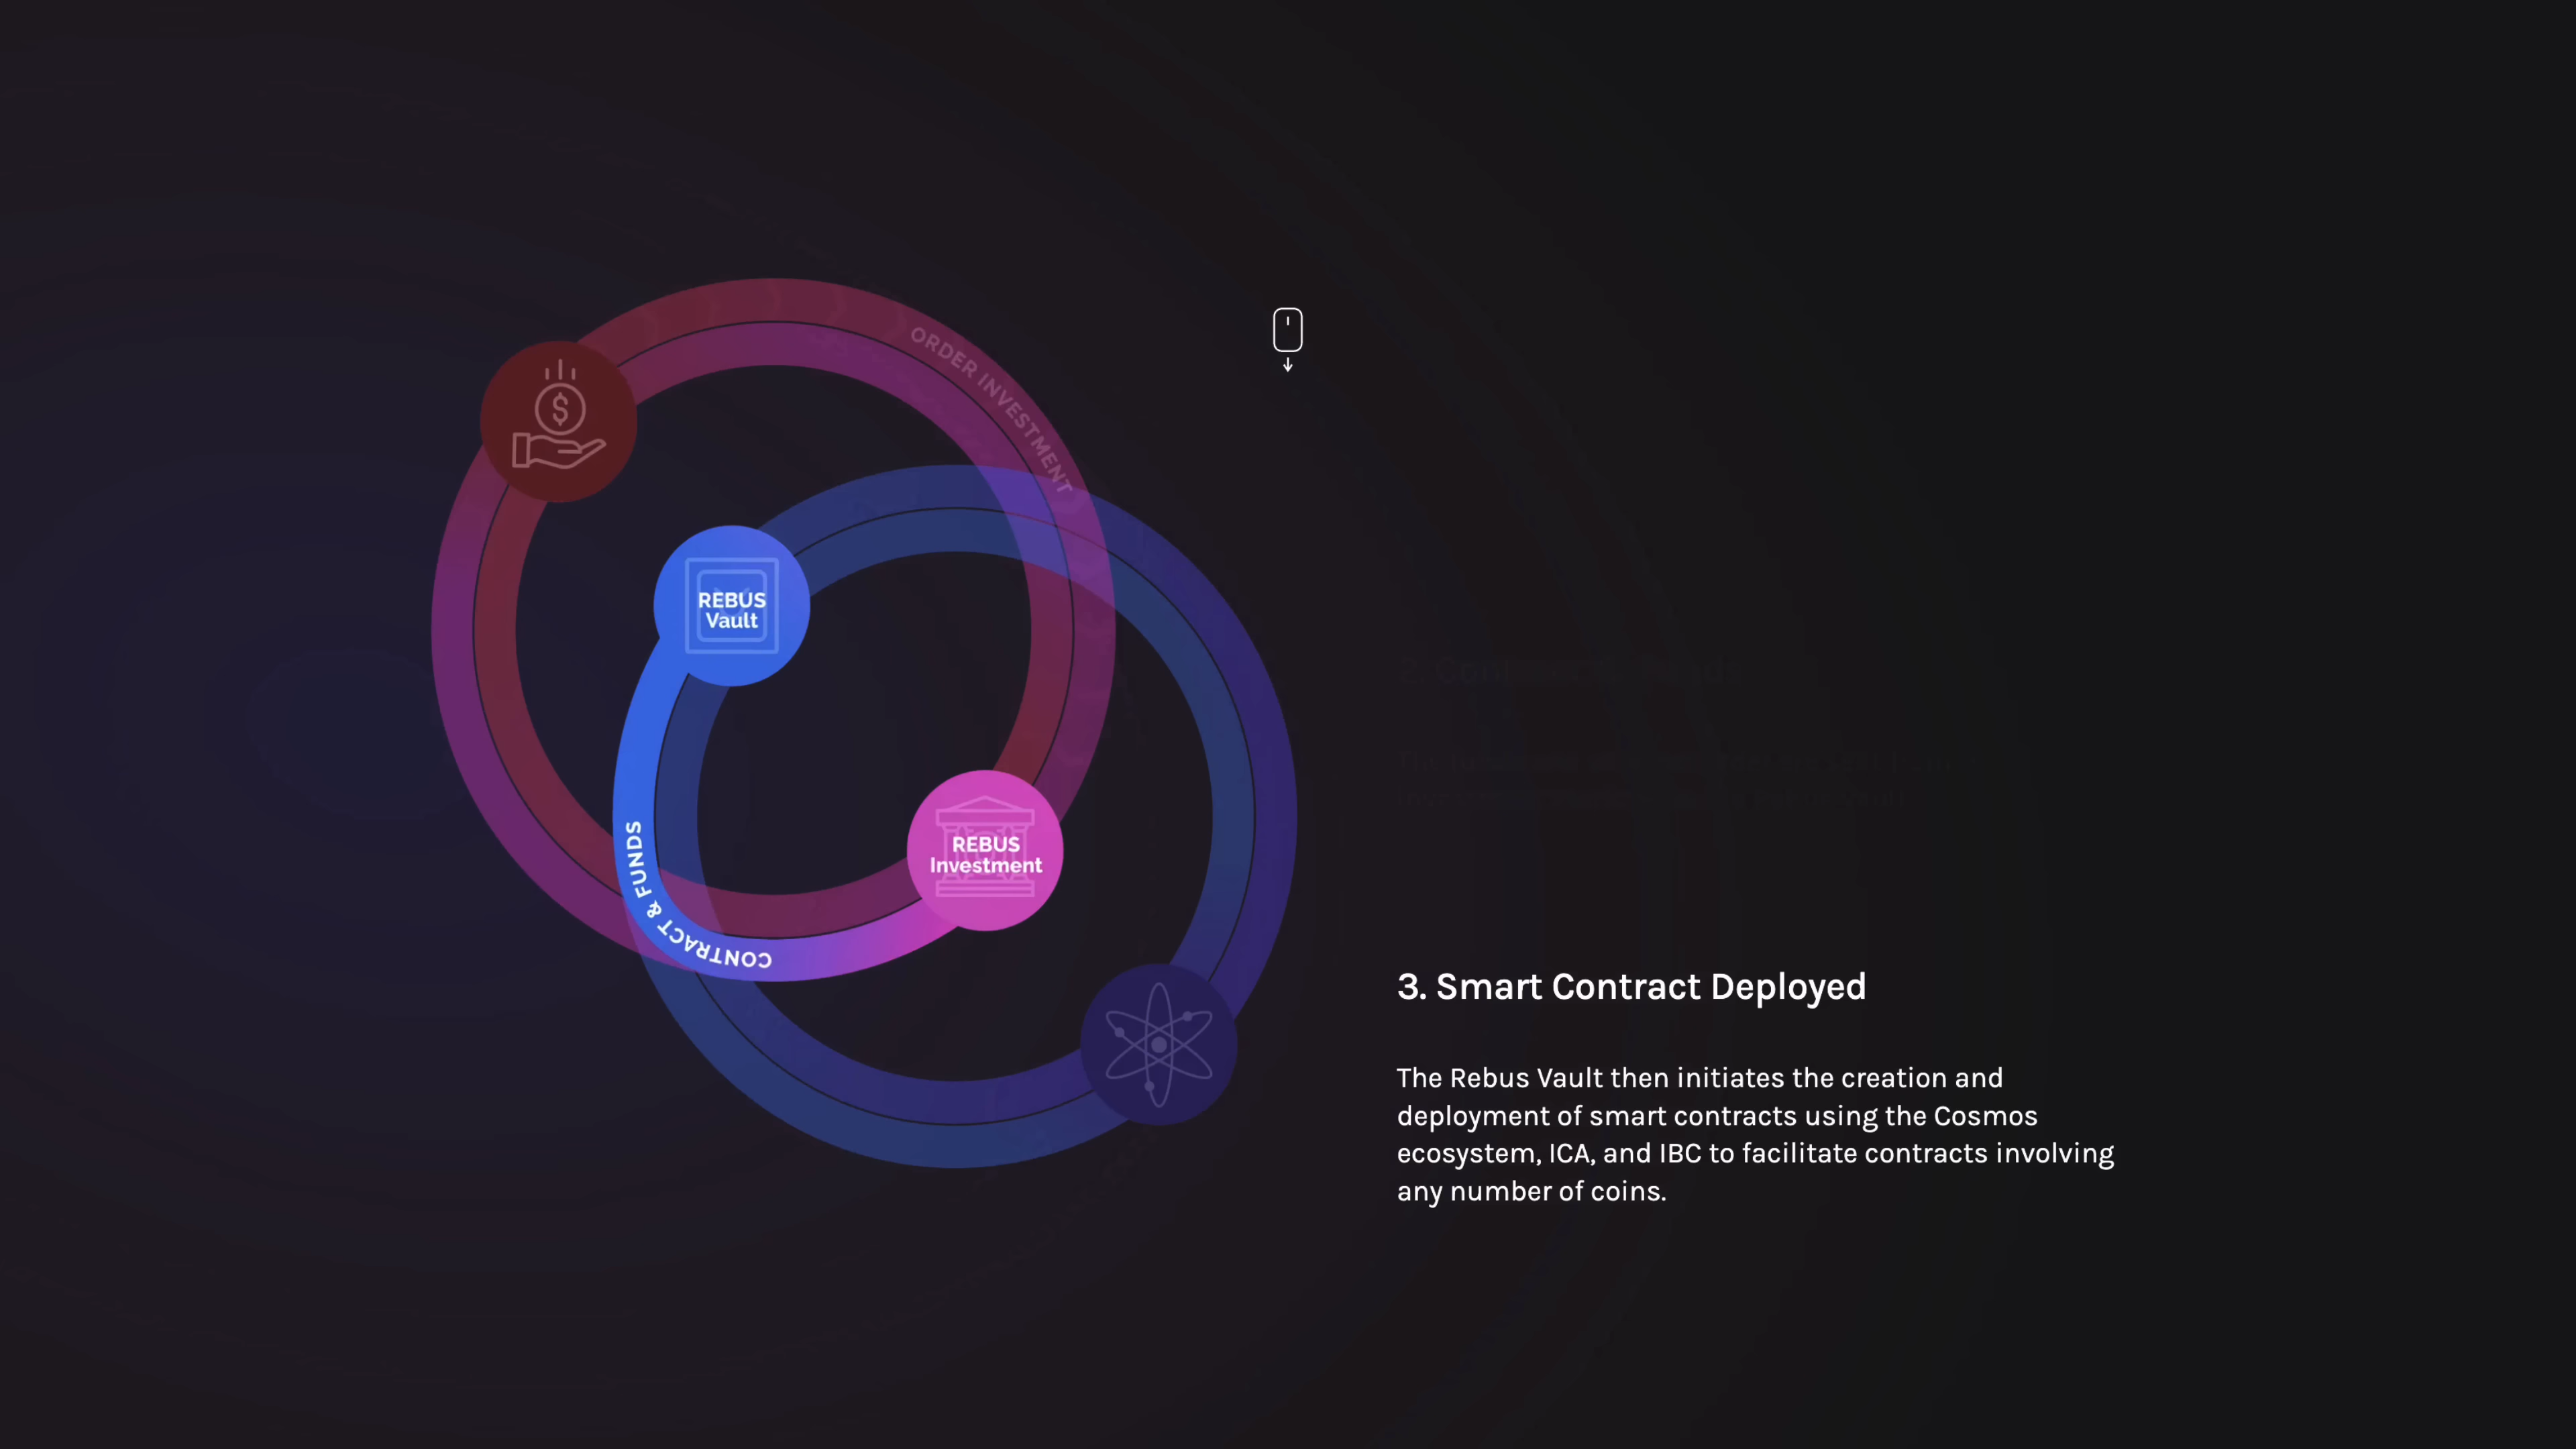 ORDER INVESTMENT
REBUS
Vault
REBUS
Investment
CONTRACT & FUNDS
3. Smart Contract Deployed
The Rebus Vault then initiates the creation and
deployment of smart contracts using the Cosmos
ecosystem, ICA, and IBC to facilitate contracts involving
any number of coins.